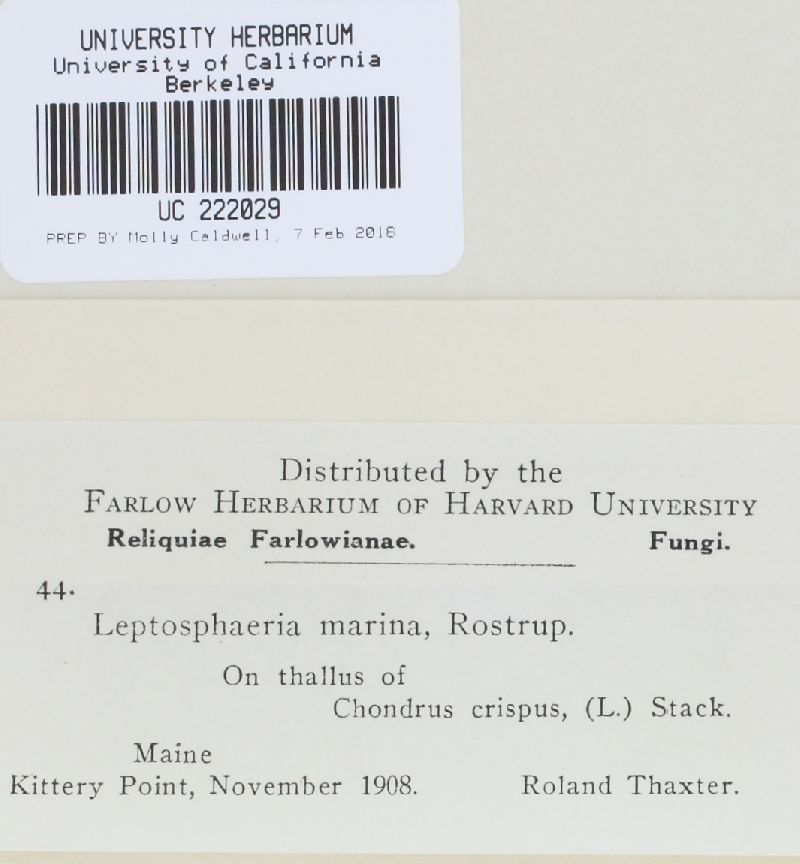 UNIVERSITY HERBARIUM
University of California
Berkeley
UC 222029
PREP BY Molly Caldwell, 7 Feb 2018
Distributed by the
FARLOW HERBARIUM OF HARVARD UNIVERSITY
Reliquiae Farlowianae. Fungi.
44.
Leptosphaeria marina, Rostrup.
On thallus of
Chondrus crispus, (L.) Stack.
Maine
Kittery Point, November 1908. Roland Thaxter.